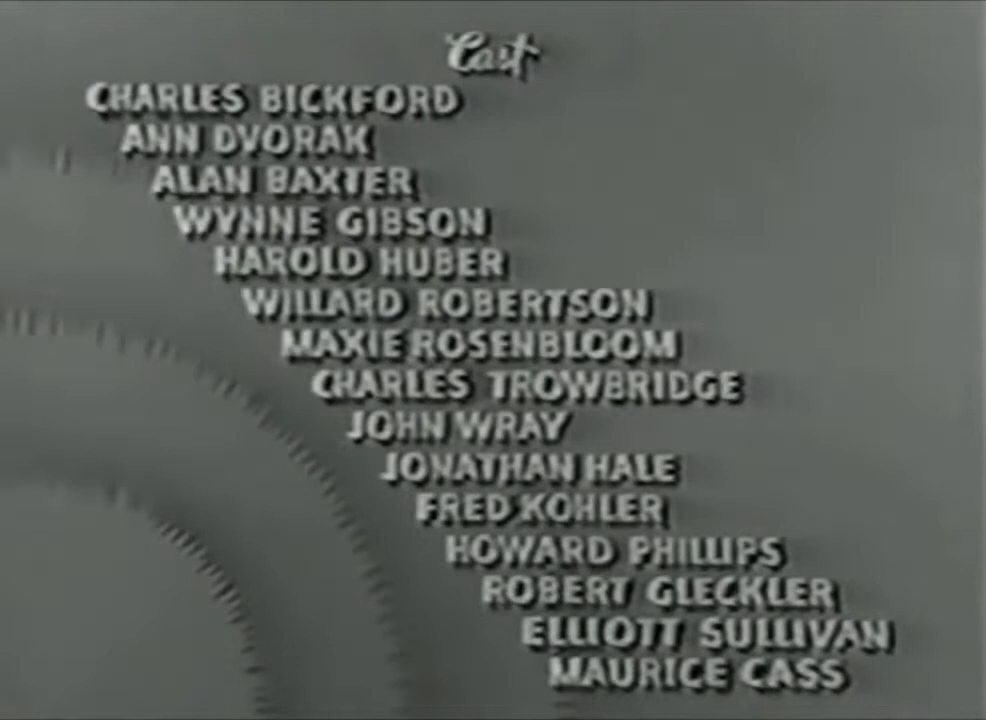 Cast
CHARLES BICKFORD
ANN DVORAK
ALAN BAXTER
WYNNE GIBSON
HAROLD HUBER
WILLARD ROBERTSON
MAXIE ROSENBLOOM
CHARLES TROWBRIDGE
JOHN WRAY
JONATHAN HALE
FRED KOHLER
HOWARD PHILLIPS
ROBERT GLECKLER
ELLIOTT SULLIVAN
MAURICE CASS